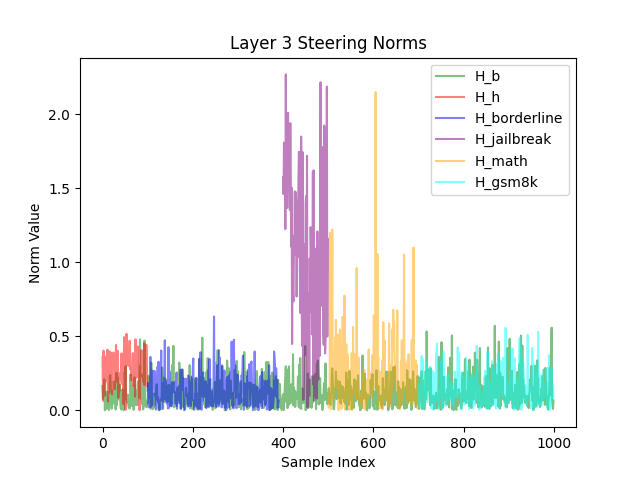 Layer 3 Steering Norms
H_b
H_h
H_borderline
H_jailbreak
H_math
H_gsm8k
Norm Value
2.0
1.5
1.0
0.5
0.0
0
200
400
600
800
1000
Sample Index